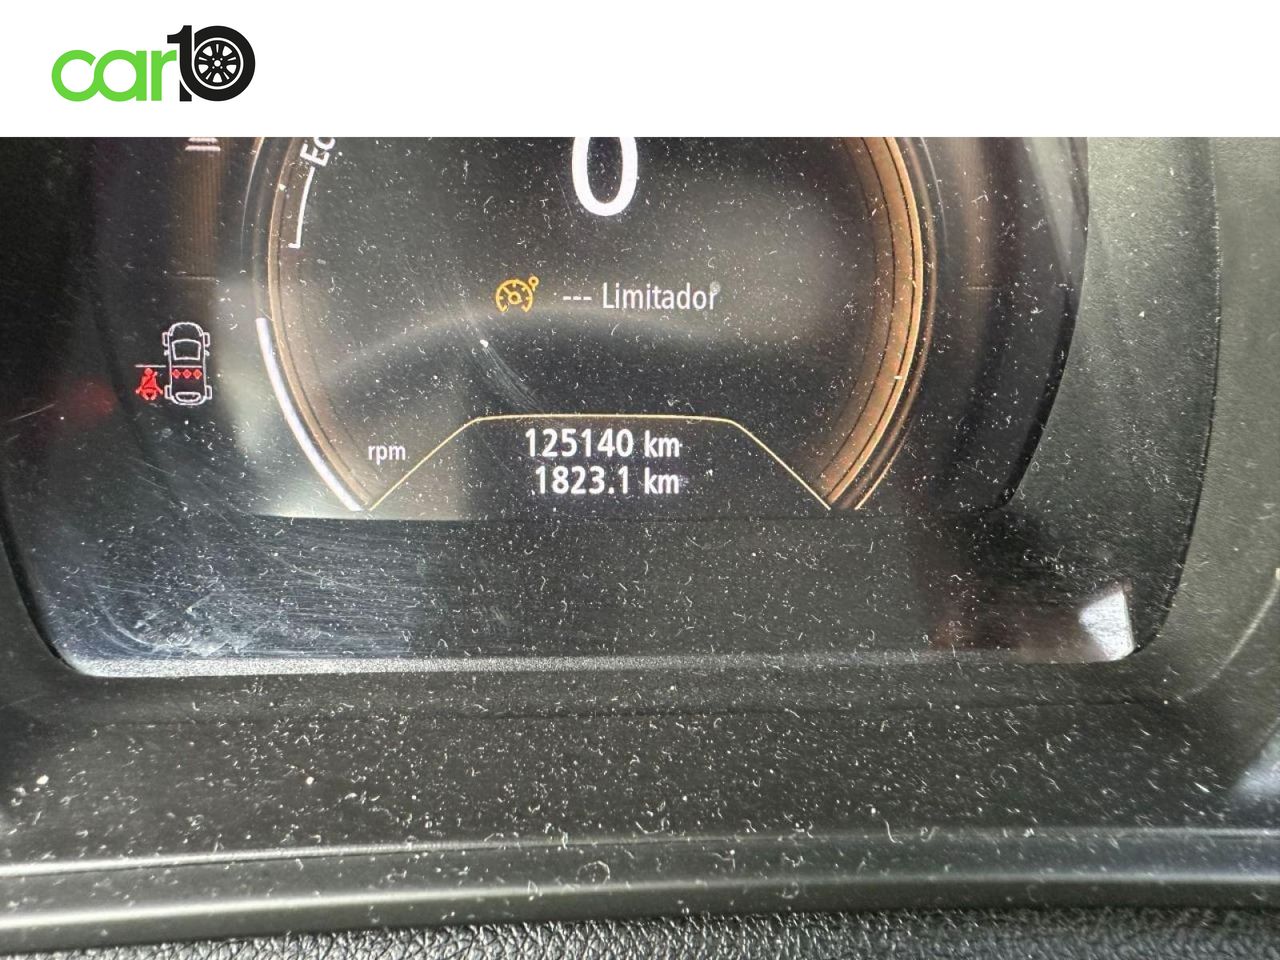 car10
0
--- Limitador
rpm
125140 km
1823.1 km